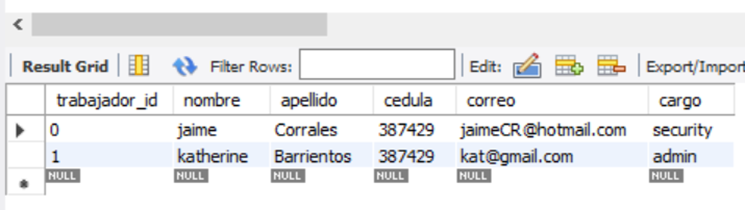 Result Grid Filter Rows: Edit: Export/Import
trabajador_id nombre apellido cedula correo cargo
0 jaime Corrales 387429 jaimeCR@hotmail.com security
1 katherine Barrientos 387429 kat@gmail.com admin
NULL NULL NULL NULL NULL NULL